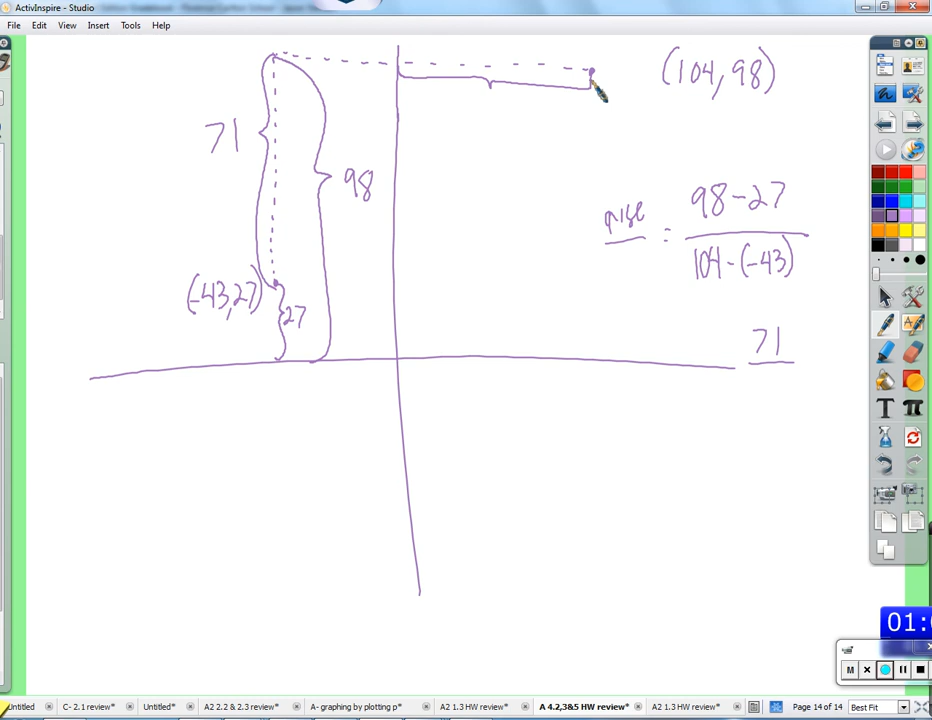 ActivInspire - Studio
File Edit View Insert Tools Help
(104, 98)
71
98
rise = 98-27
104-(-43)
(-43,27)
27
71
01:
M
Untitled C- 2.1 review* Untitled* A2 2.2 & 2.3 review* A- graphing by plotting p* A2 1.3 HW review* A 4.2,3&5 HW review* A2 1.3 HW review* Page 14 of 14 Best Fit